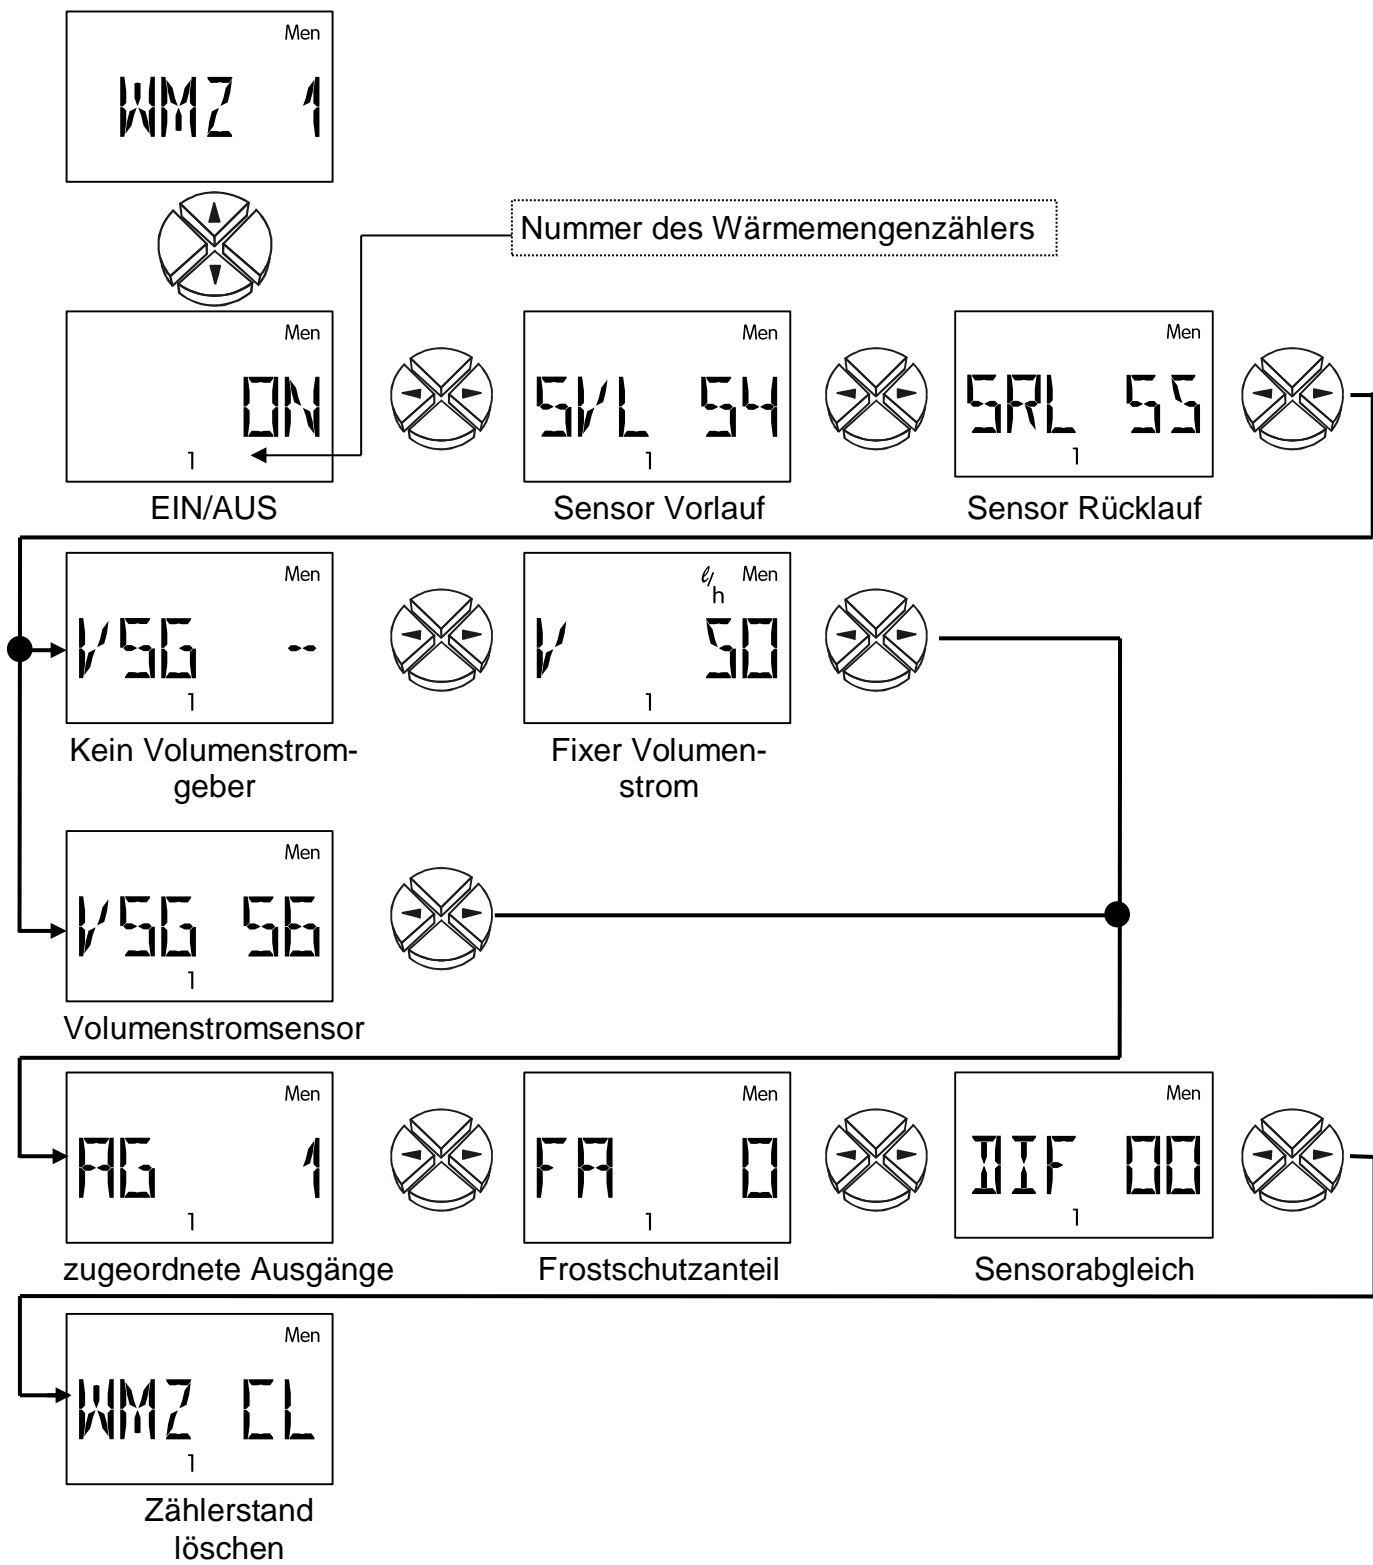 Men
WMZ 1
Nummer des Wärmemengenzählers
Men
ON
1
EIN/AUS
Men
SVL S4
1
Sensor Vorlauf
Men
SRL S5
1
Sensor Rücklauf
Men
VSG --
1
Kein Volumenstrom-
geber
l/h Men
V 50
1
Fixer Volumen-
strom
Men
VSG S6
1
Volumenstromsensor
Men
AG 1
1
zugeordnete Ausgänge
Men
FA 0
1
Frostschutzanteil
Men
DIF 00
1
Sensorabgleich
Men
WMZ CL
1
Zählerstand
löschen